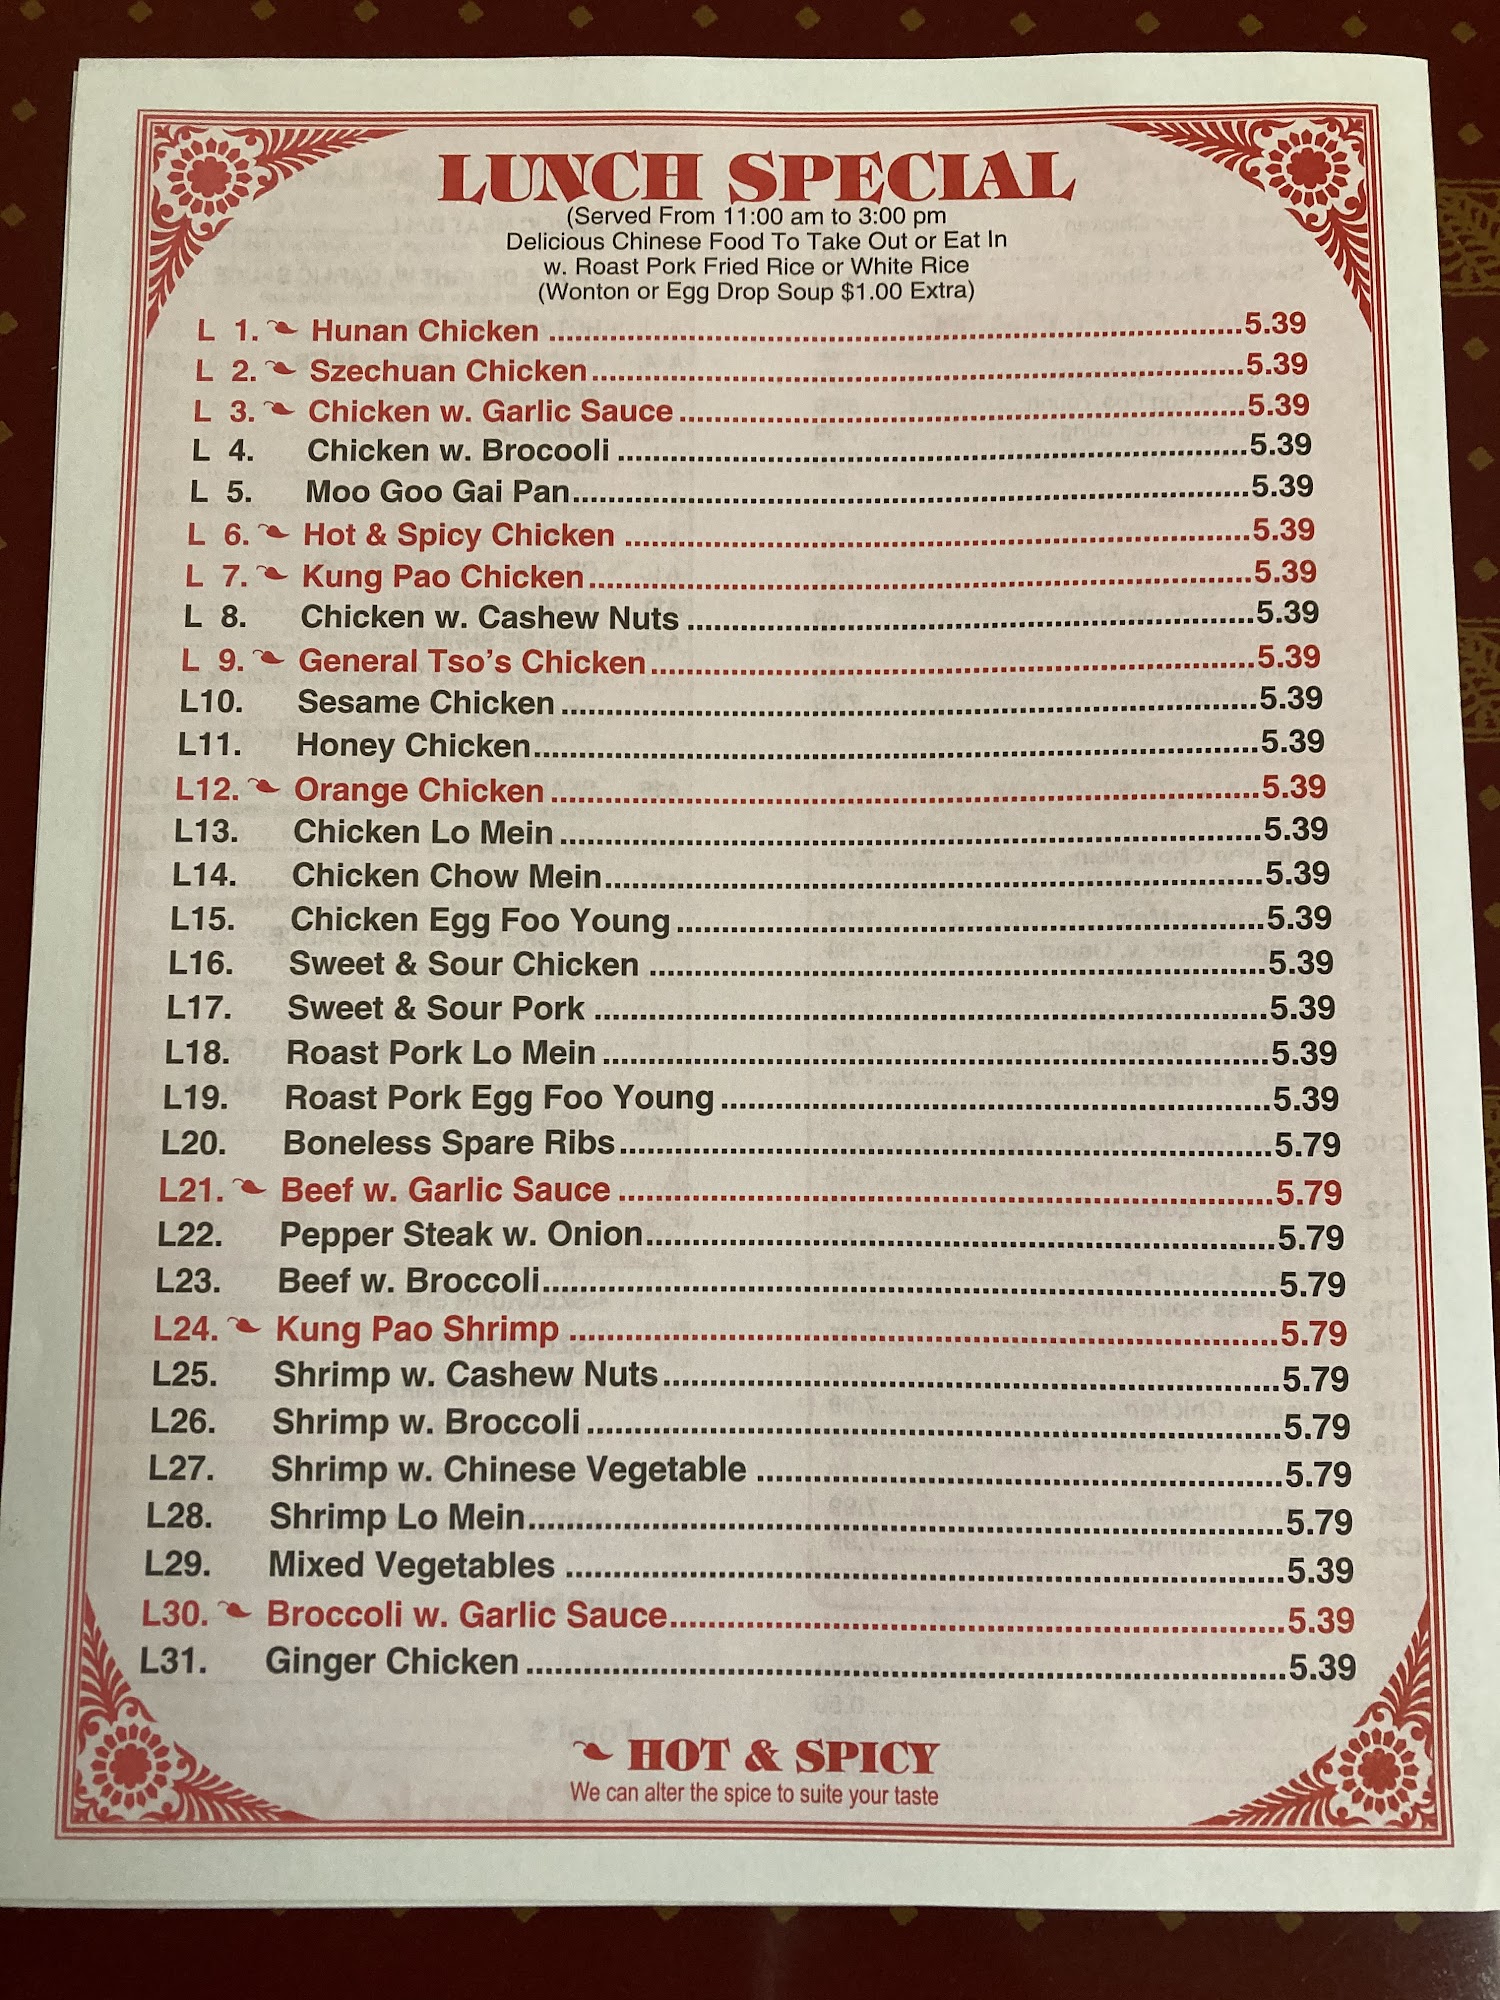 LUNCH SPECIAL
(Served From 11:00 am to 3:00 pm
Delicious Chinese Food To Take Out or Eat In
w. Roast Pork Fried Rice or White Rice
(Wonton or Egg Drop Soup $1.00 Extra)
L 1. Hunan Chicken 5.39
L 2. Szechuan Chicken 5.39
L 3. Chicken w. Garlic Sauce 5.39
L 4. Chicken w. Brocooli 5.39
L 5. Moo Goo Gai Pan 5.39
L 6. Hot & Spicy Chicken 5.39
L 7. Kung Pao Chicken 5.39
L 8. Chicken w. Cashew Nuts 5.39
L 9. General Tso's Chicken 5.39
L10. Sesame Chicken 5.39
L11. Honey Chicken 5.39
L12. Orange Chicken 5.39
L13. Chicken Lo Mein 5.39
L14. Chicken Chow Mein 5.39
L15. Chicken Egg Foo Young 5.39
L16. Sweet & Sour Chicken 5.39
L17. Sweet & Sour Pork 5.39
L18. Roast Pork Lo Mein 5.39
L19. Roast Pork Egg Foo Young 5.39
L20. Boneless Spare Ribs 5.79
L21. Beef w. Garlic Sauce 5.79
L22. Pepper Steak w. Onion 5.79
L23. Beef w. Broccoli 5.79
L24. Kung Pao Shrimp 5.79
L25. Shrimp w. Cashew Nuts 5.79
L26. Shrimp w. Broccoli 5.79
L27. Shrimp w. Chinese Vegetable 5.79
L28. Shrimp Lo Mein 5.79
L29. Mixed Vegetables 5.39
L30. Broccoli w. Garlic Sauce 5.39
L31. Ginger Chicken 5.39
HOT & SPICY
We can alter the spice to suite your taste